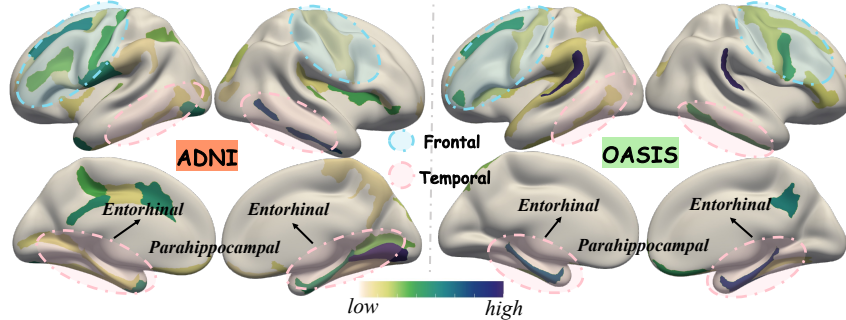 Frontal
ADNI
OASIS
Temporal
Entorhinal
Entorhinal
Entorhinal
Entorhinal
Parahippocampal
Parahippocampal
low
high